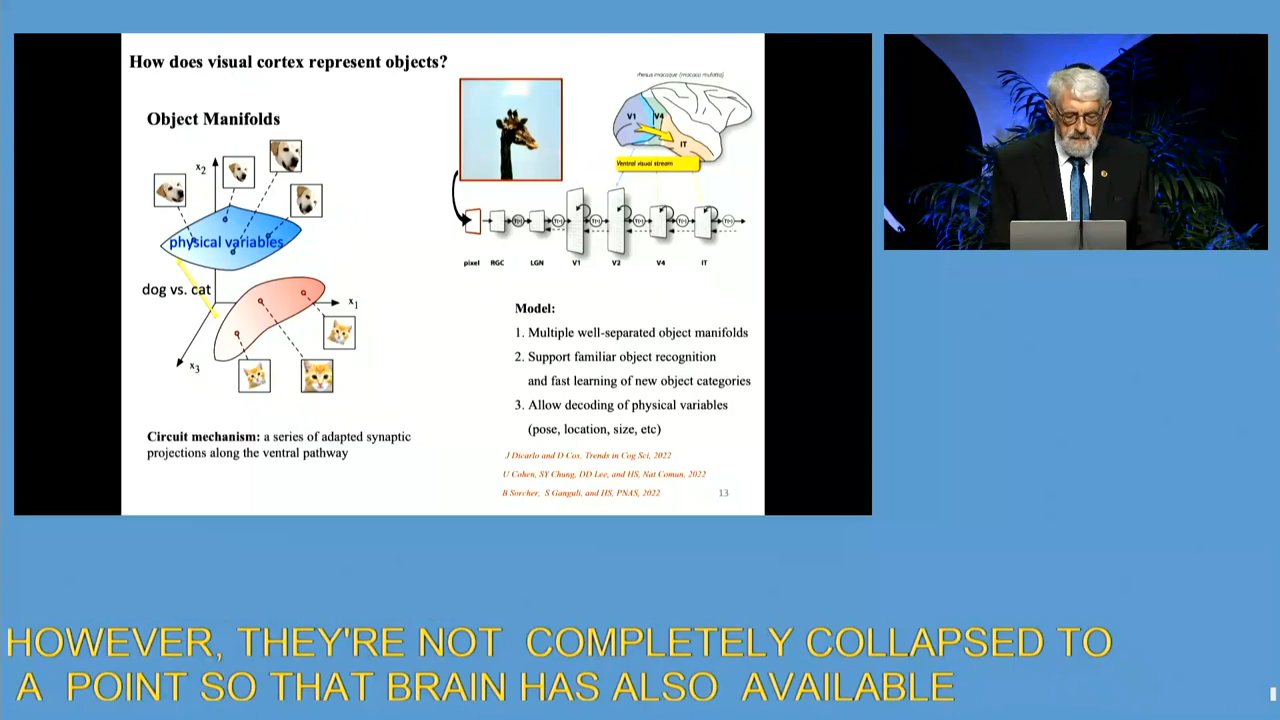 How does visual cortex represent objects?
Object Manifolds
x2
physical variables
dog vs. cat
x1
x3
Circuit mechanism: a series of adapted synaptic
projections along the ventral pathway
rhesus macaque (macaca mulatta)
V1
V4
IT
Ventral visual stream
pixel RGC LGN V1 V2 V4 IT
Model:
1. Multiple well-separated object manifolds
2. Support familiar object recognition
and fast learning of new object categories
3. Allow decoding of physical variables
(pose, location, size, etc)
J Dicarlo and D Cox, Trends in Cog Sci, 2022
U Cohen, SY Chung, DD Lee, and HS, Nat Comun, 2022
B Sorcher, S Ganguli, and HS, PNAS, 2022
13
HOWEVER, THEY'RE NOT COMPLETELY COLLAPSED TO
A POINT SO THAT BRAIN HAS ALSO AVAILABLE